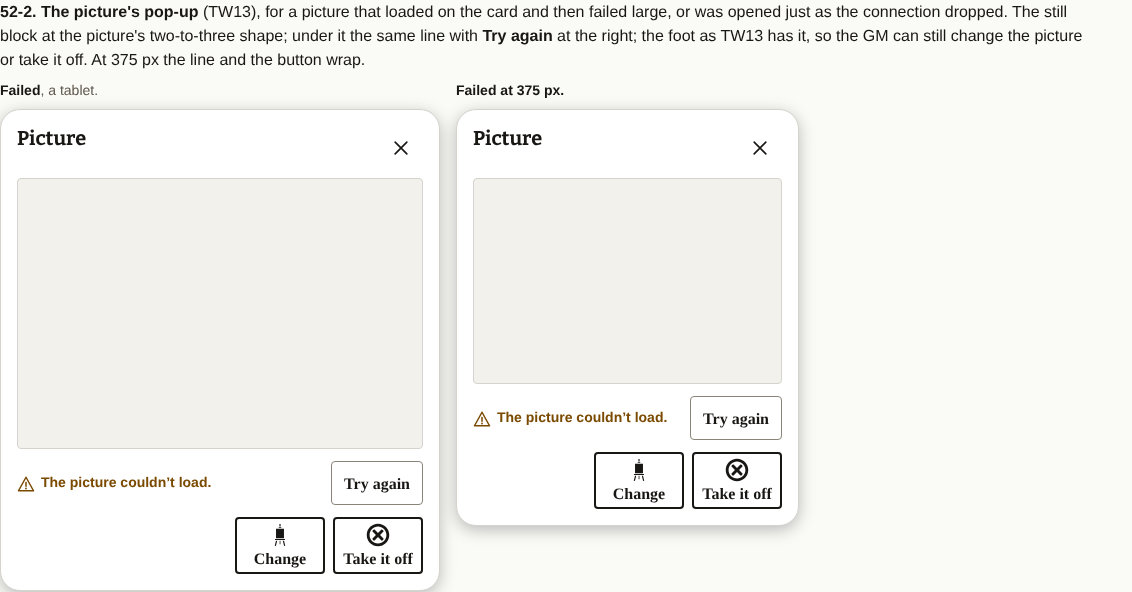 52-2. The picture's pop-up (TW13), for a picture that loaded on the card and then failed large, or was opened just as the connection dropped. The still
block at the picture's two-to-three shape; under it the same line with Try again at the right; the foot as TW13 has it, so the GM can still change the picture
or take it off. At 375 px the line and the button wrap.
Failed, a tablet.
Picture
The picture couldn't load.
Try again
Change
Take it off
Failed at 375 px.
Picture
The picture couldn't load.
Try again
Change
Take it off